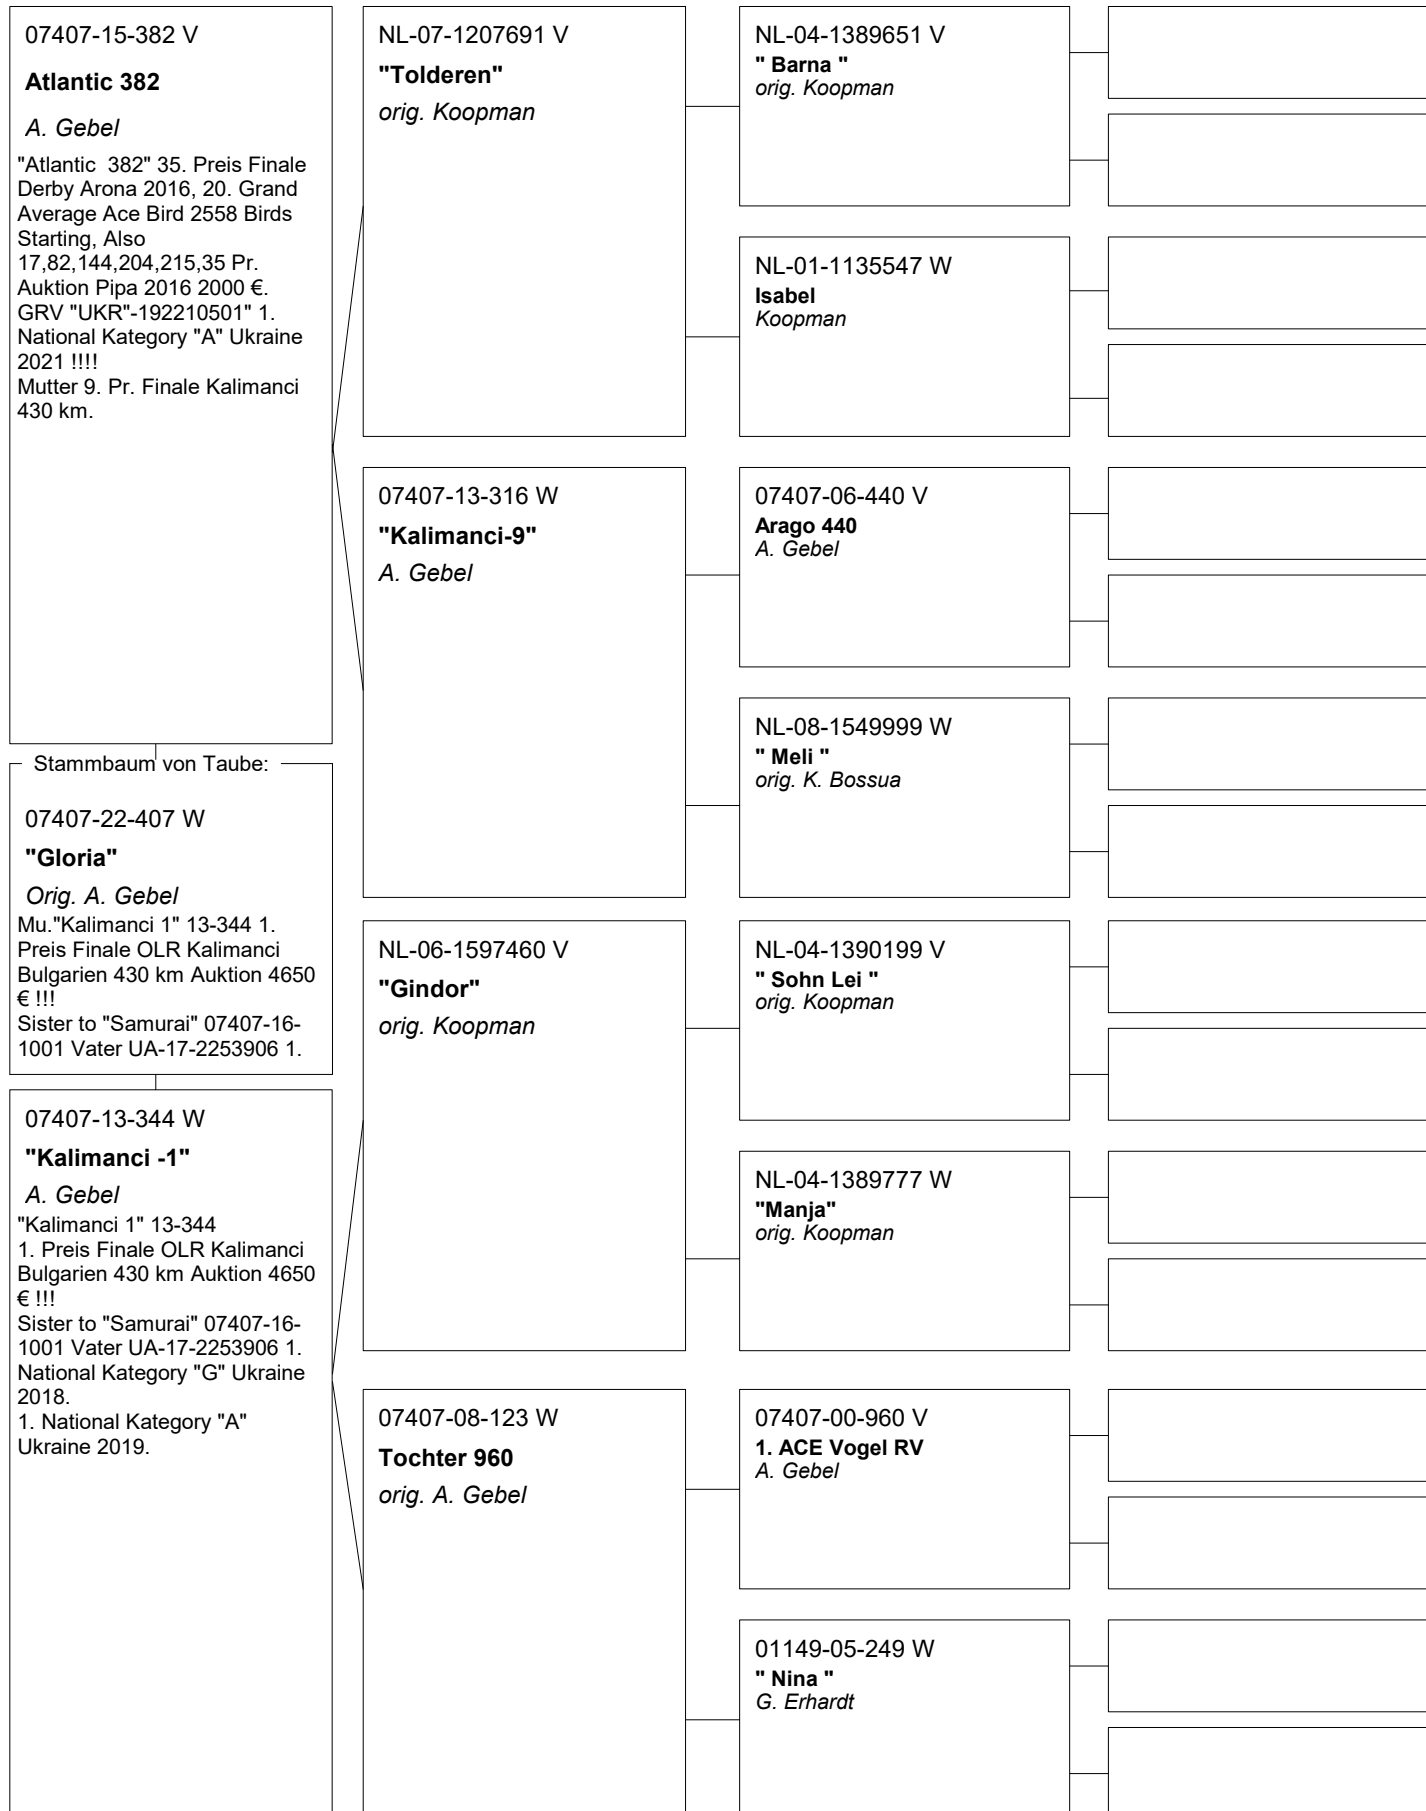 07407-15-382 V
Atlantic 382
A. Gebel
"Atlantic  382" 35. Preis Finale
Derby Arona 2016, 20. Grand
Average Ace Bird 2558 Birds
Starting, Also
17,82,144,204,215,35 Pr.
Auktion Pipa 2016 2000 €.
GRV "UKR"-192210501" 1.
National Kategory "A" Ukraine
2021 !!!!
Mutter 9. Pr. Finale Kalimanci
430 km.
Stammbaum von Taube:
07407-22-407 W
"Gloria"
Orig. A. Gebel
Mu."Kalimanci 1" 13-344 1.
Preis Finale OLR Kalimanci
Bulgarien 430 km Auktion 4650
€ !!!
Sister to "Samurai" 07407-16-
1001 Vater UA-17-2253906 1.
07407-13-344 W
"Kalimanci -1"
A. Gebel
"Kalimanci 1" 13-344
1. Preis Finale OLR Kalimanci
Bulgarien 430 km Auktion 4650
€ !!!
Sister to "Samurai" 07407-16-
1001 Vater UA-17-2253906 1.
National Kategory "G" Ukraine
2018.
1. National Kategory "A"
Ukraine 2019.
NL-07-1207691 V
"Tolderen"
orig. Koopman
07407-13-316 W
"Kalimanci-9"
A. Gebel
NL-06-1597460 V
"Gindor"
orig. Koopman
07407-08-123 W
Tochter 960
orig. A. Gebel
NL-04-1389651 V
" Barna "
orig. Koopman
NL-01-1135547 W
Isabel
Koopman
07407-06-440 V
Arago 440
A. Gebel
NL-08-1549999 W
" Meli "
orig. K. Bossua
NL-04-1390199 V
" Sohn Lei "
orig. Koopman
NL-04-1389777 W
"Manja"
orig. Koopman
07407-00-960 V
1. ACE Vogel RV
A. Gebel
01149-05-249 W
" Nina "
G. Erhardt